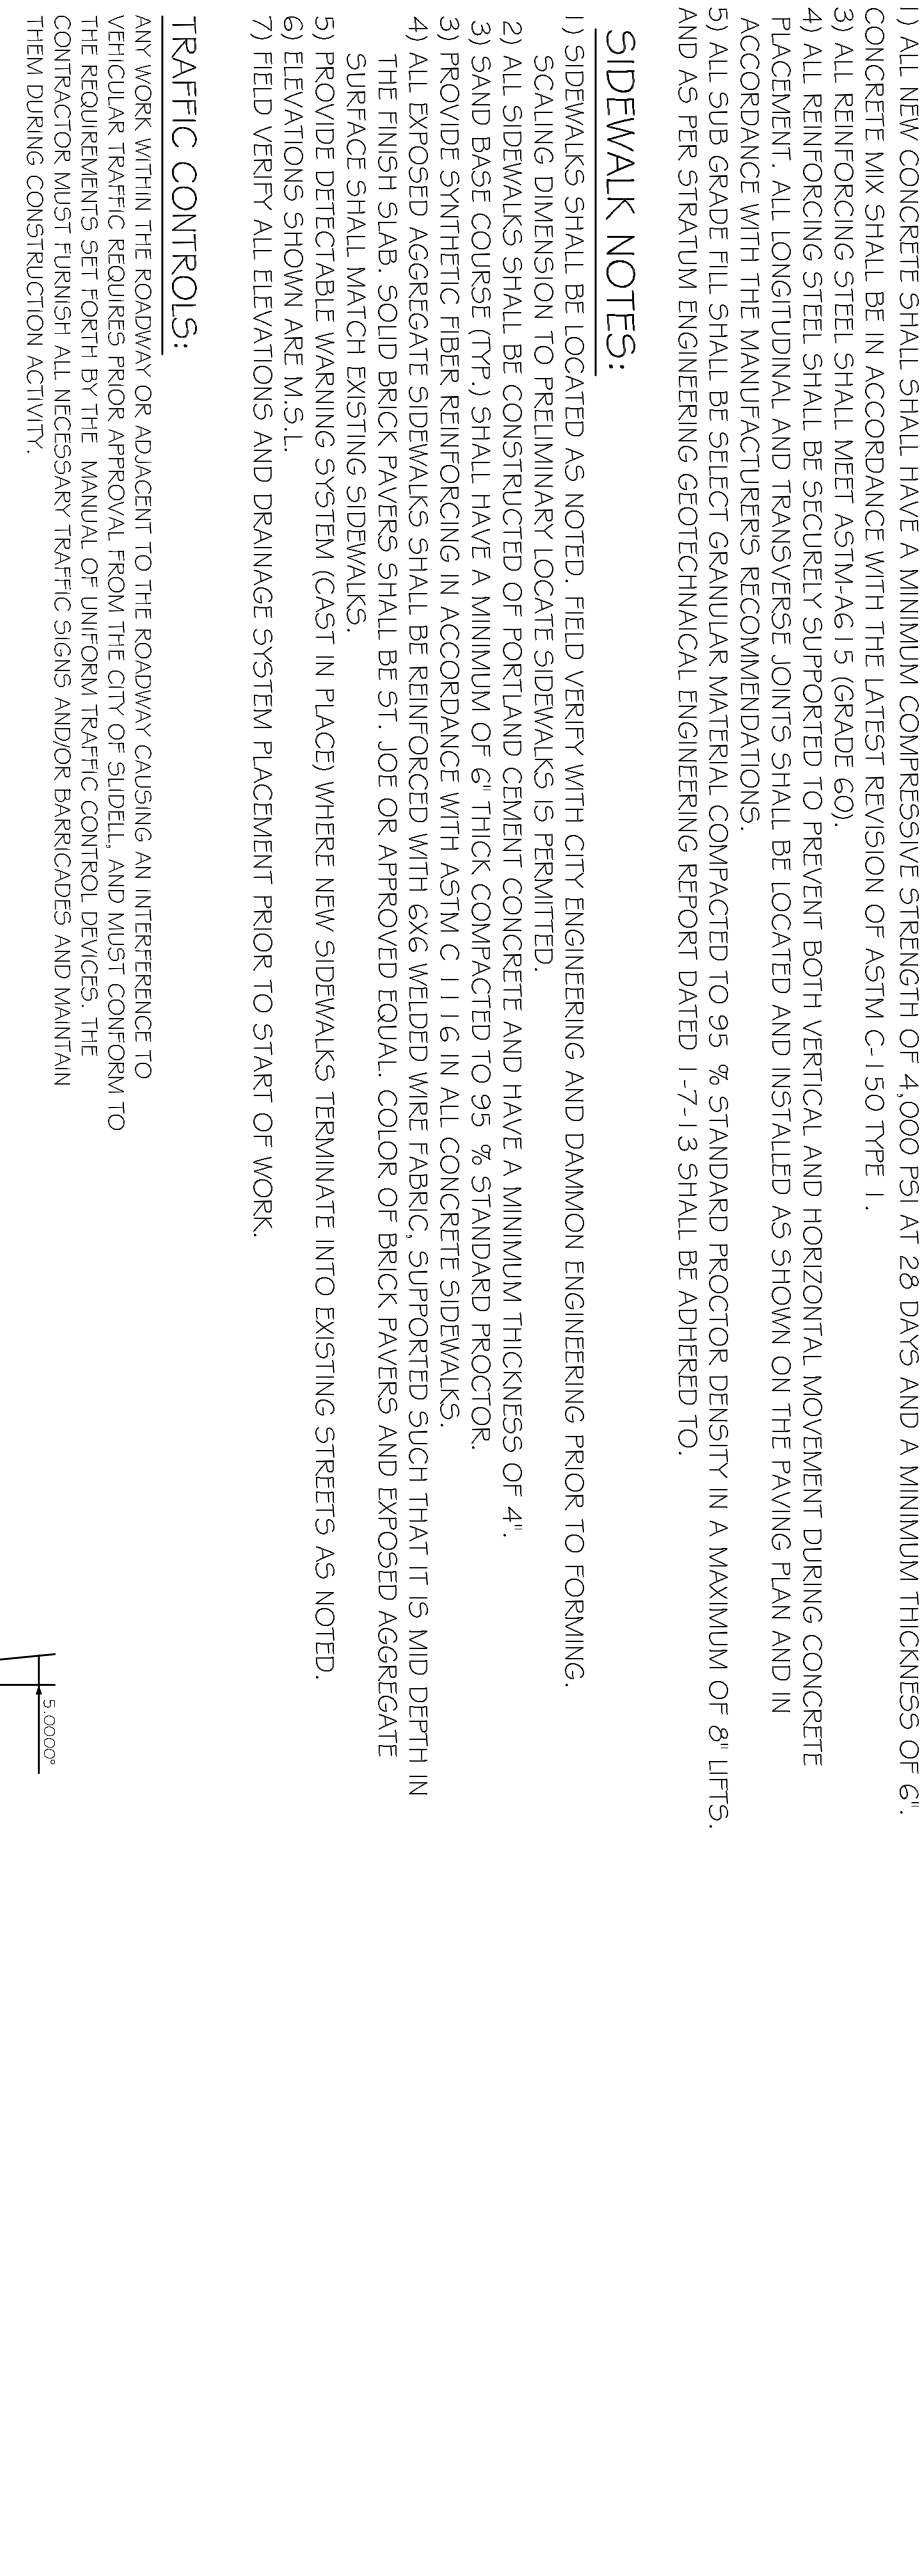 1) ALL NEW CONCRETE SHALL SHALL HAVE A MINIMUM COMPRESSIVE STRENGTH OF 4,000 PSI AT 28 DAYS AND A MINIMUM THICKNESS OF 6".
CONCRETE MIX SHALL BE IN ACCORDANCE WITH THE LATEST REVISION OF ASTM C-150 TYPE 1.
3) ALL REINFORCING STEEL SHALL MEET ASTM-A615 (GRADE 60).
4) ALL REINFORCING STEEL SHALL BE SECURELY SUPPORTED TO PREVENT BOTH VERTICAL AND HORIZONTAL MOVEMENT DURING CONCRETE
PLACEMENT. ALL LONGITUDINAL AND TRANSVERSE JOINTS SHALL BE LOCATED AND INSTALLED AS SHOWN ON THE PAVING PLAN AND IN
ACCORDANCE WITH THE MANUFACTURER'S RECOMMENDATIONS.
5) ALL SUB GRADE FILL SHALL BE SELECT GRANULAR MATERIAL COMPACTED TO 95 % STANDARD PROCTOR DENSITY IN A MAXIMUM OF 8" LIFTS.
AND AS PER STRATUM ENGINEERING GEOTECHNAICAL ENGINEERING REPORT DATED 1-7-13 SHALL BE ADHERED TO.
SIDEWALK NOTES:
1) SIDEWALKS SHALL BE LOCATED AS NOTED. FIELD VERIFY WITH CITY ENGINEERING AND DAMMON ENGINEERING PRIOR TO FORMING.
SCALING DIMENSION TO PRELIMINARY LOCATE SIDEWALKS IS PERMITTED.
2) ALL SIDEWALKS SHALL BE CONSTRUCTED OF PORTLAND CEMENT CONCRETE AND HAVE A MINIMUM THICKNESS OF 4".
3) SAND BASE COURSE (TYP.) SHALL HAVE A MINIMUM OF 6" THICK COMPACTED TO 95 % STANDARD PROCTOR.
3) PROVIDE SYNTHETIC FIBER REINFORCING IN ACCORDANCE WITH ASTM C 1116 IN ALL CONCRETE SIDEWALKS.
4) ALL EXPOSED AGGREGATE SIDEWALKS SHALL BE REINFORCED WITH 6X6 WELDED WIRE FABRIC, SUPPORTED SUCH THAT IT IS MID DEPTH IN
THE FINISH SLAB. SOLID BRICK PAVERS SHALL BE ST. JOE OR APPROVED EQUAL. COLOR OF BRICK PAVERS AND EXPOSED AGGREGATE
SURFACE SHALL MATCH EXISTING SIDEWALKS.
5) PROVIDE DETECTABLE WARNING SYSTEM (CAST IN PLACE) WHERE NEW SIDEWALKS TERMINATE INTO EXISTING STREETS AS NOTED.
6) ELEVATIONS SHOWN ARE M.S.L.
7) FIELD VERIFY ALL ELEVATIONS AND DRAINAGE SYSTEM PLACEMENT PRIOR TO START OF WORK.
TRAFFIC CONTROLS:
ANY WORK WITHIN THE ROADWAY OR ADJACENT TO THE ROADWAY CAUSING AN INTERFERENCE TO
VEHICULAR TRAFFIC REQUIRES PRIOR APPROVAL FROM THE CITY OF SLIDELL, AND MUST CONFORM TO
THE REQUIREMENTS SET FORTH BY THE MANUAL OF UNIFORM TRAFFIC CONTROL DEVICES. THE
CONTRACTOR MUST FURNISH ALL NECESSARY TRAFFIC SIGNS AND/OR BARRICADES AND MAINTAIN
THEM DURING CONSTRUCTION ACTIVITY.
5.0000°